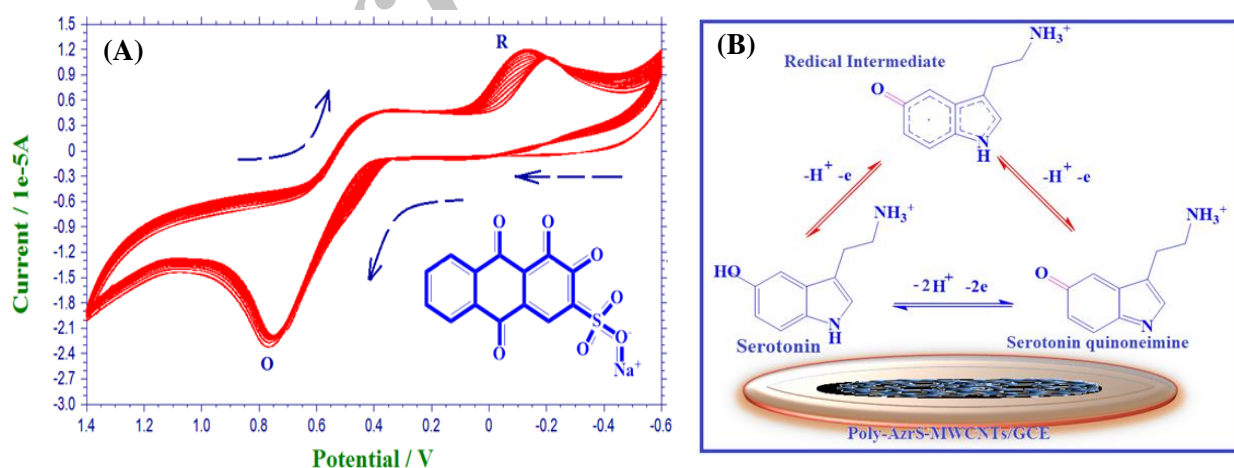 (A)
R
O
Current / 1e-5A
1.5
1.2
0.9
0.6
0.3
0
-0.3
-0.6
-0.9
-1.2
-1.5
-1.8
-2.1
-2.4
-2.7
-3.0
1.4 1.2 1.0 0.8 0.6 0.4 0.2 0 -0.2 -0.4 -0.6
Potential / V
O O O
O
O
S
O
O
O⁻
Na⁺
(B)
NH₃⁺
Redical Intermediate
O
N
H
-H⁺ -e
-H⁺ -e
NH₃⁺
NH₃⁺
HO
O
-2H⁺ -2e
N
H
N
Serotonin
Serotonin quinoneimine
Poly-AzrS-MWCNTs/GCE